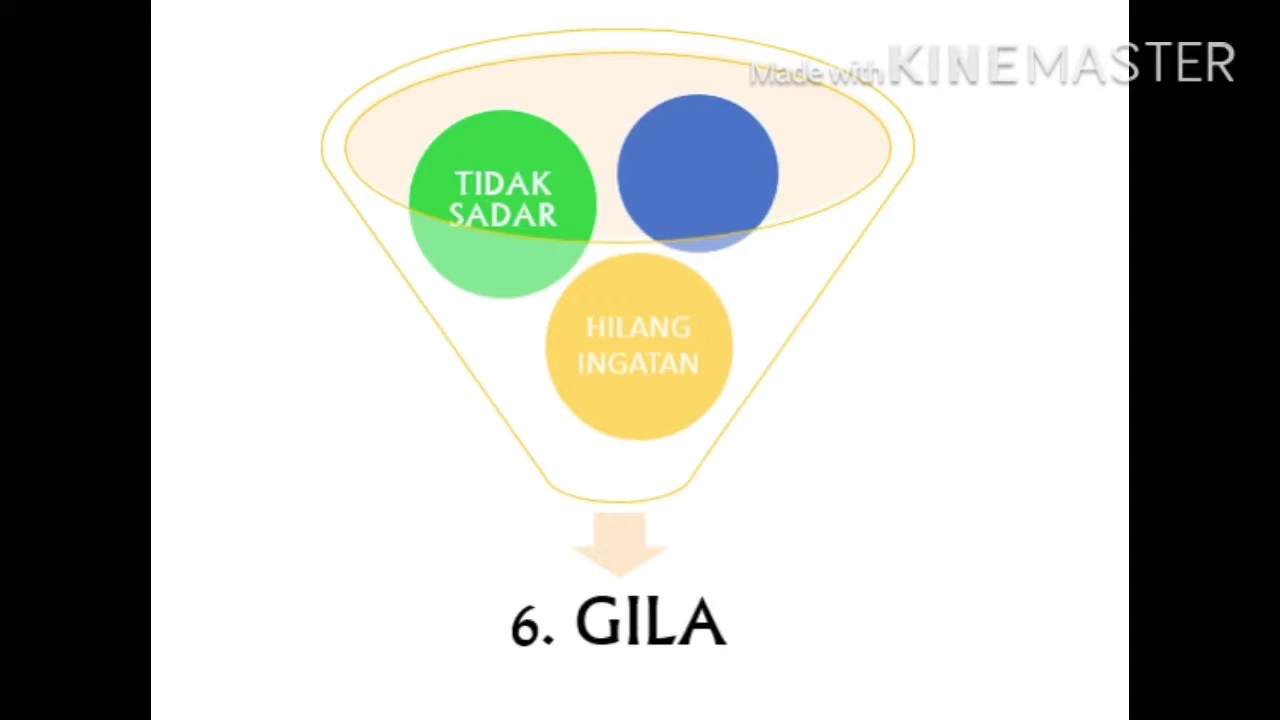 Made with KINEMASTER
TIDAK
SADAR
HILANG
INGATAN
6. GILA